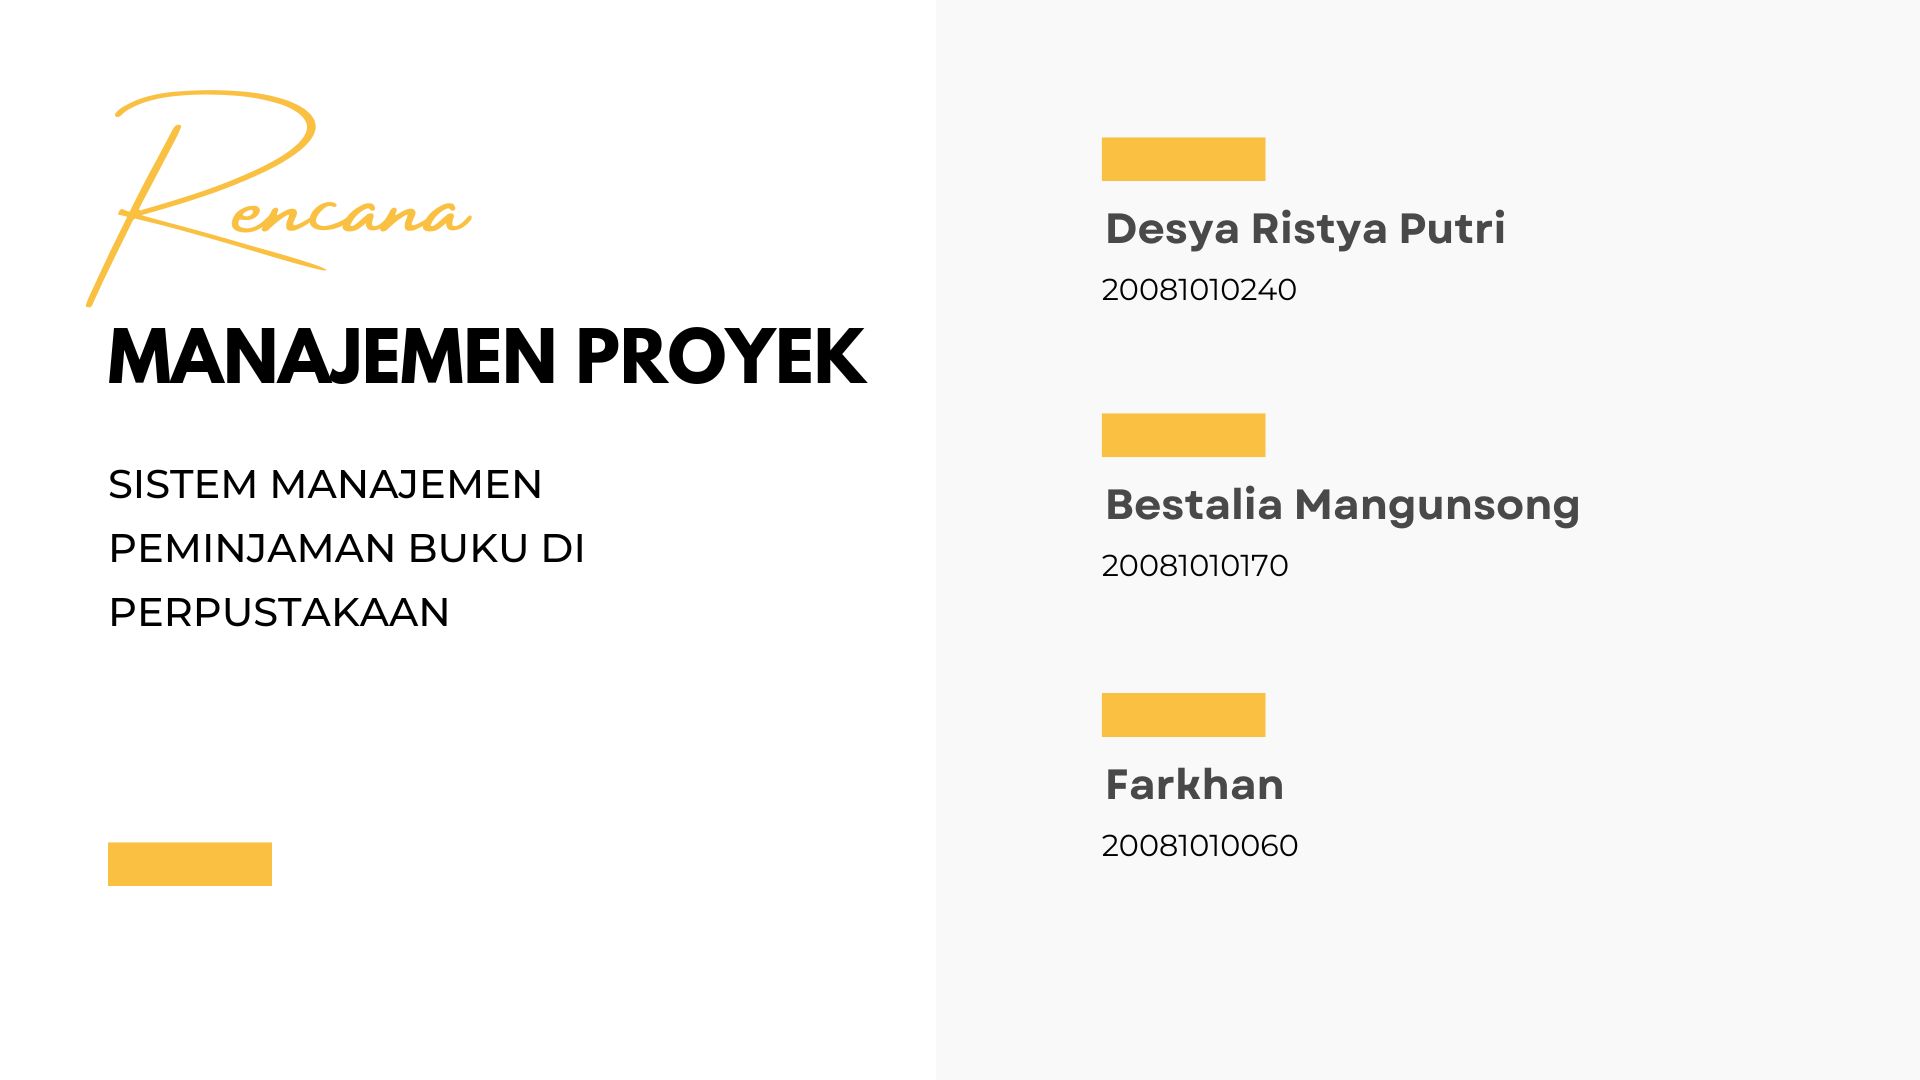 Rencana
MANAJEMEN PROYEK
SISTEM MANAJEMEN
PEMINJAMAN BUKU DI
PERPUSTAKAAN
Desya Ristya Putri
20081010240
Bestalia Mangunsong
20081010170
Farkhan
20081010060